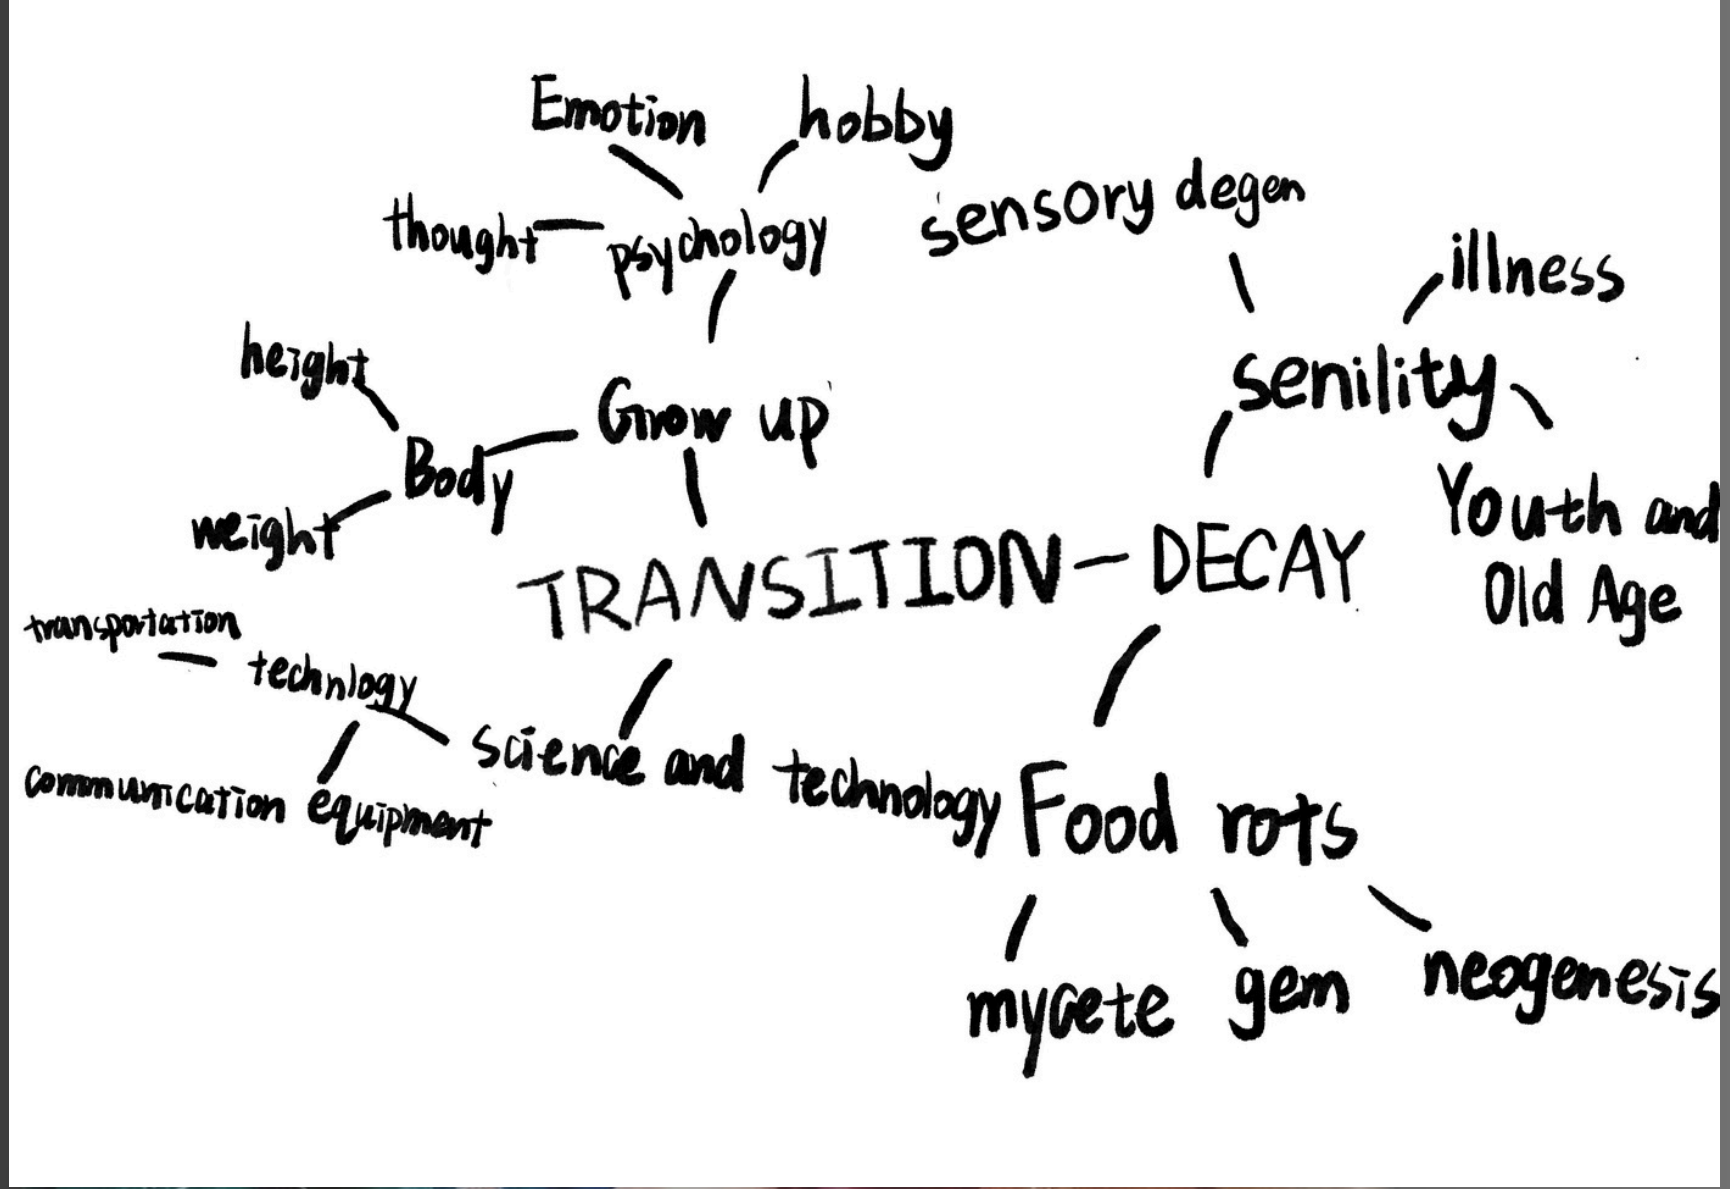 Emotion
hobby
thought
psychology
sensory degen
illness
height
Grow up
senility
Body
weight
Youth and
Old Age
TRANSITION - DECAY
transportation
technlogy
science and technology
communication equipment
Food rots
mycete
gem
neogenesis